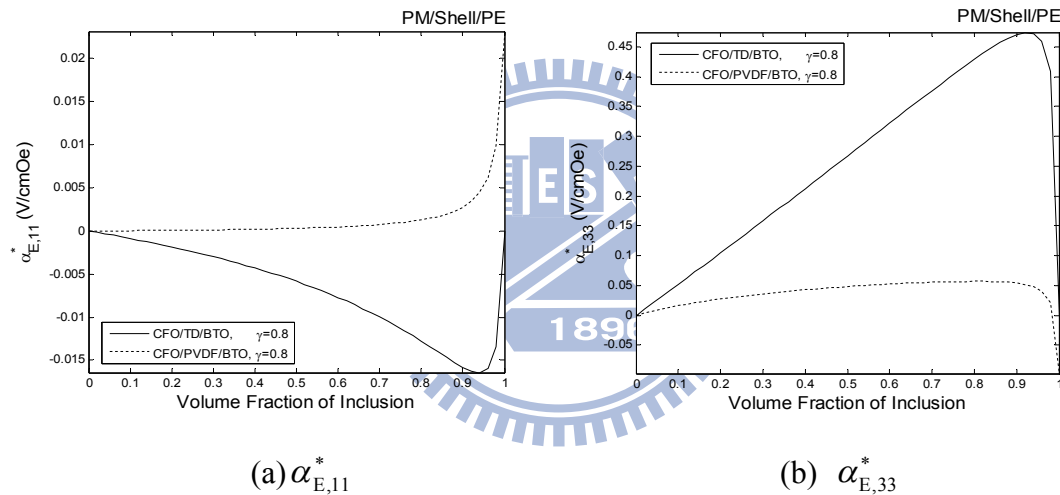 PM/Shell/PE
0.02
0.015
0.01
0.005
0
-0.005
-0.01
-0.015
α*E,11 (V/cmOe)
CFO/TD/BTO, γ=0.8
CFO/PVDF/BTO, γ=0.8
0 0.1 0.2 0.3 0.4 0.5 0.6 0.7 0.8 0.9 1
Volume Fraction of Inclusion
(a) α*E,11
PM/Shell/PE
0.45
0.4
0.35
0.3
0.25
0.2
0.15
0.1
0.05
0
-0.05
α*E,33 (V/cmOe)
CFO/TD/BTO, γ=0.8
CFO/PVDF/BTO, γ=0.8
0 0.1 0.2 0.3 0.4 0.5 0.6 0.7 0.8 0.9 1
Volume Fraction of Inclusion
(b) α*E,33
E S
1896